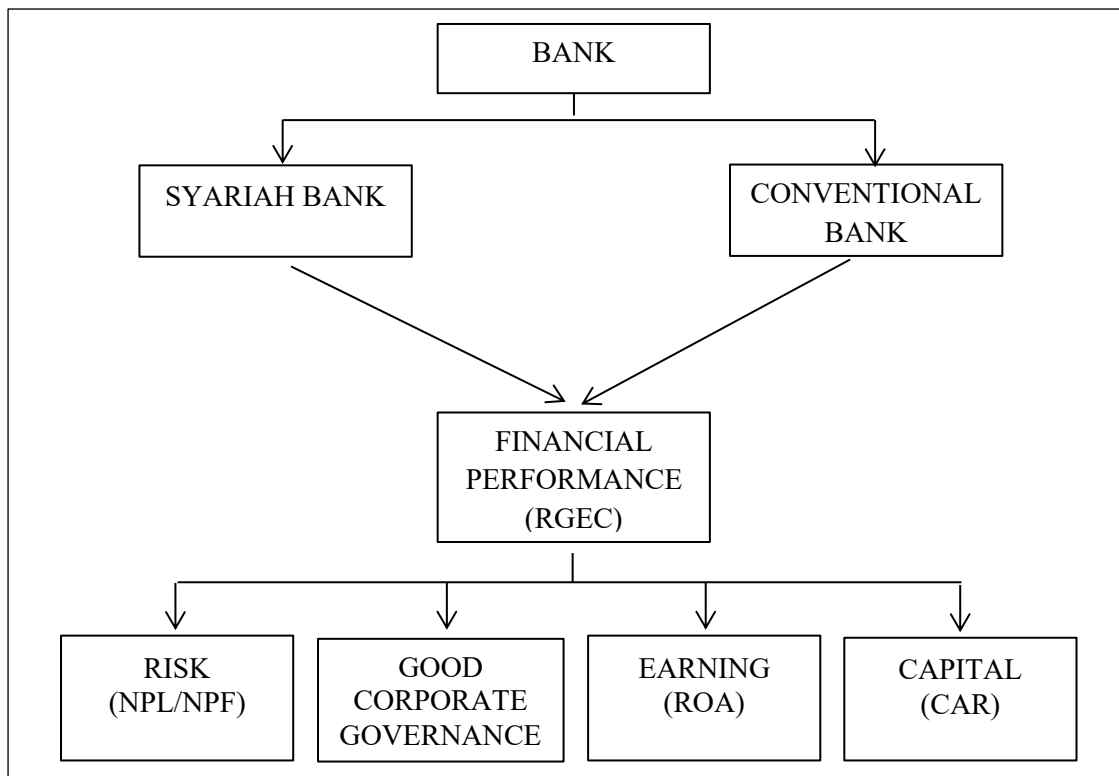 BANK
SYARIAH BANK
CONVENTIONAL
BANK
FINANCIAL
PERFORMANCE
(RGEC)
RISK
(NPL/NPF)
GOOD
CORPORATE
GOVERNANCE
EARNING
(ROA)
CAPITAL
(CAR)